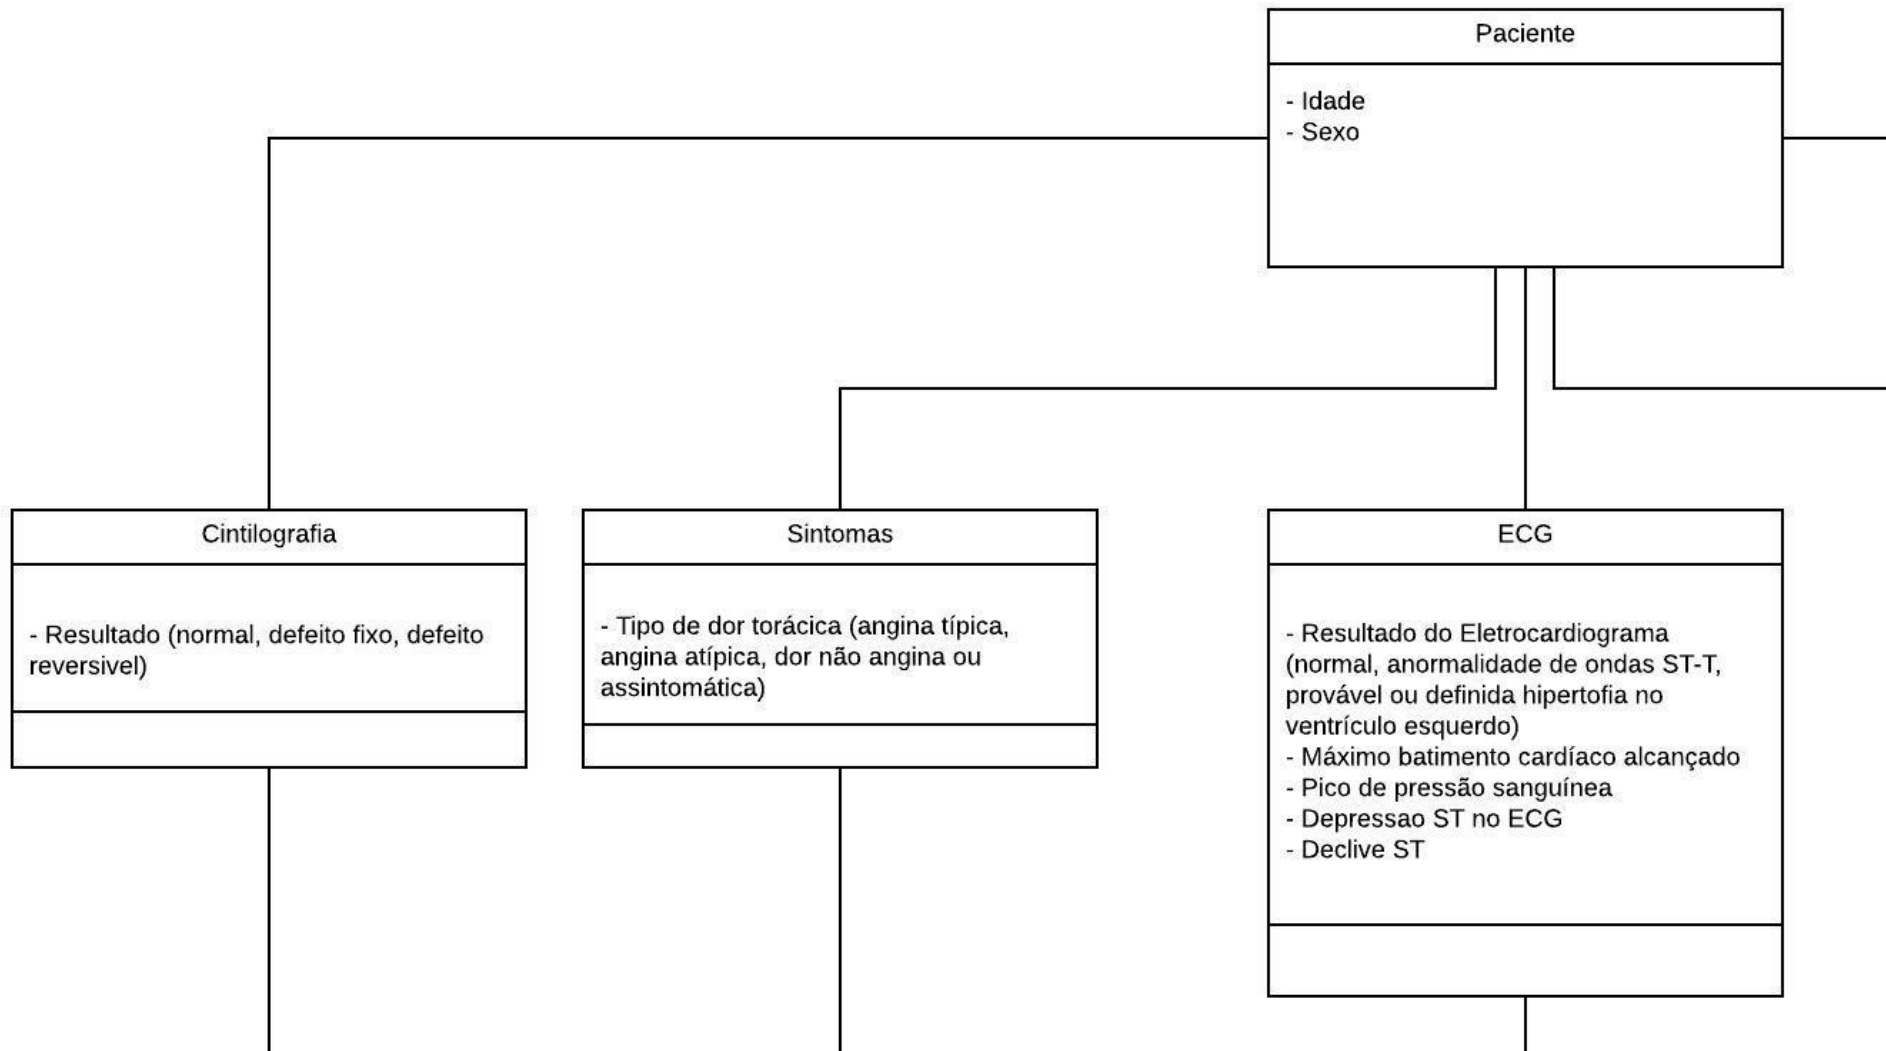 Paciente
- Idade
- Sexo
Cintilografia
- Resultado (normal, defeito fixo, defeito
reversivel)
Sintomas
- Tipo de dor torácica (angina típica,
angina atípica, dor não angina ou
assintomática)
ECG
- Resultado do Eletrocardiograma
(normal, anormalidade de ondas ST-T,
provável ou definida hipertofia no
ventrículo esquerdo)
- Máximo batimento cardíaco alcançado
- Pico de pressão sanguínea
- Depressao ST no ECG
- Declive ST